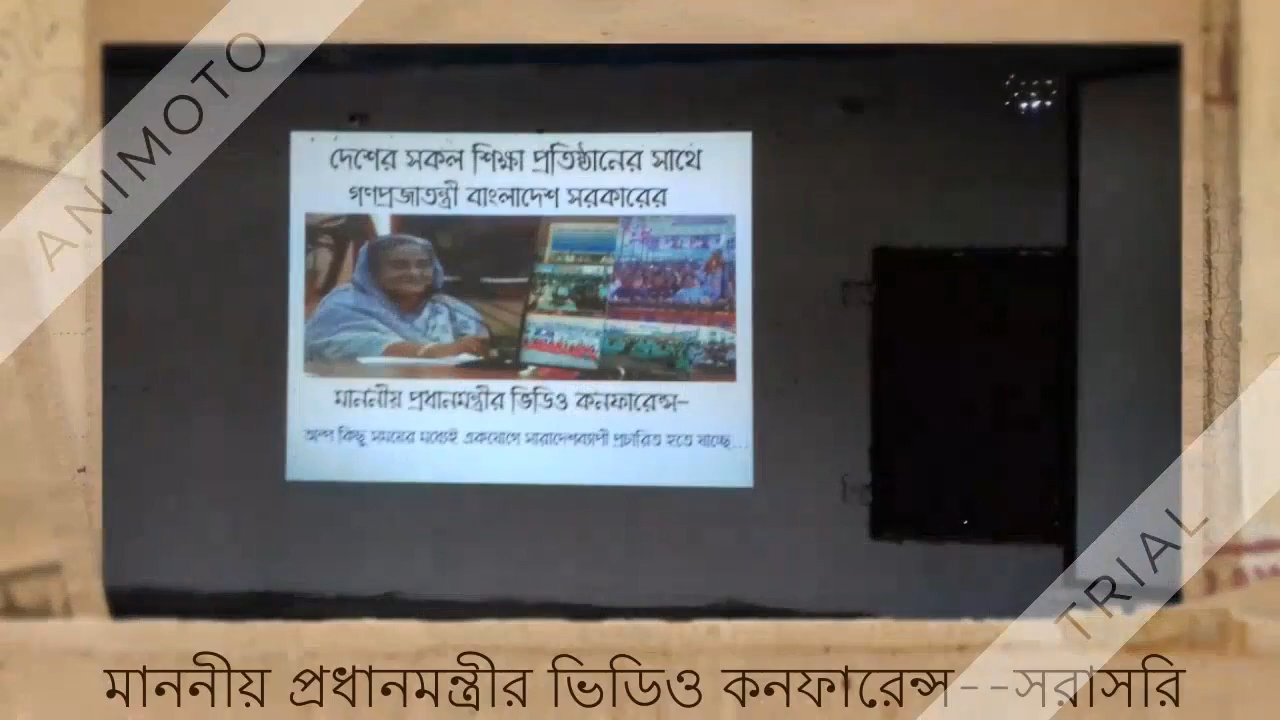 ANIMOTO
দেশের সকল শিক্ষা প্রতিষ্ঠানের সাথে
গণপ্রজাতন্ত্রী বাংলাদেশ সরকারের
মাননীয় প্রধানমন্ত্রীর ভিডিও কনফারেন্স–
অল্প কিছু সময়ের মধ্যেই একযোগে সারাদেশব্যাপী প্রচারিত হতে যাচ্ছে...
TRIAL
মাননীয় প্রধানমন্ত্রীর ভিডিও কনফারেন্স--সরাসরি